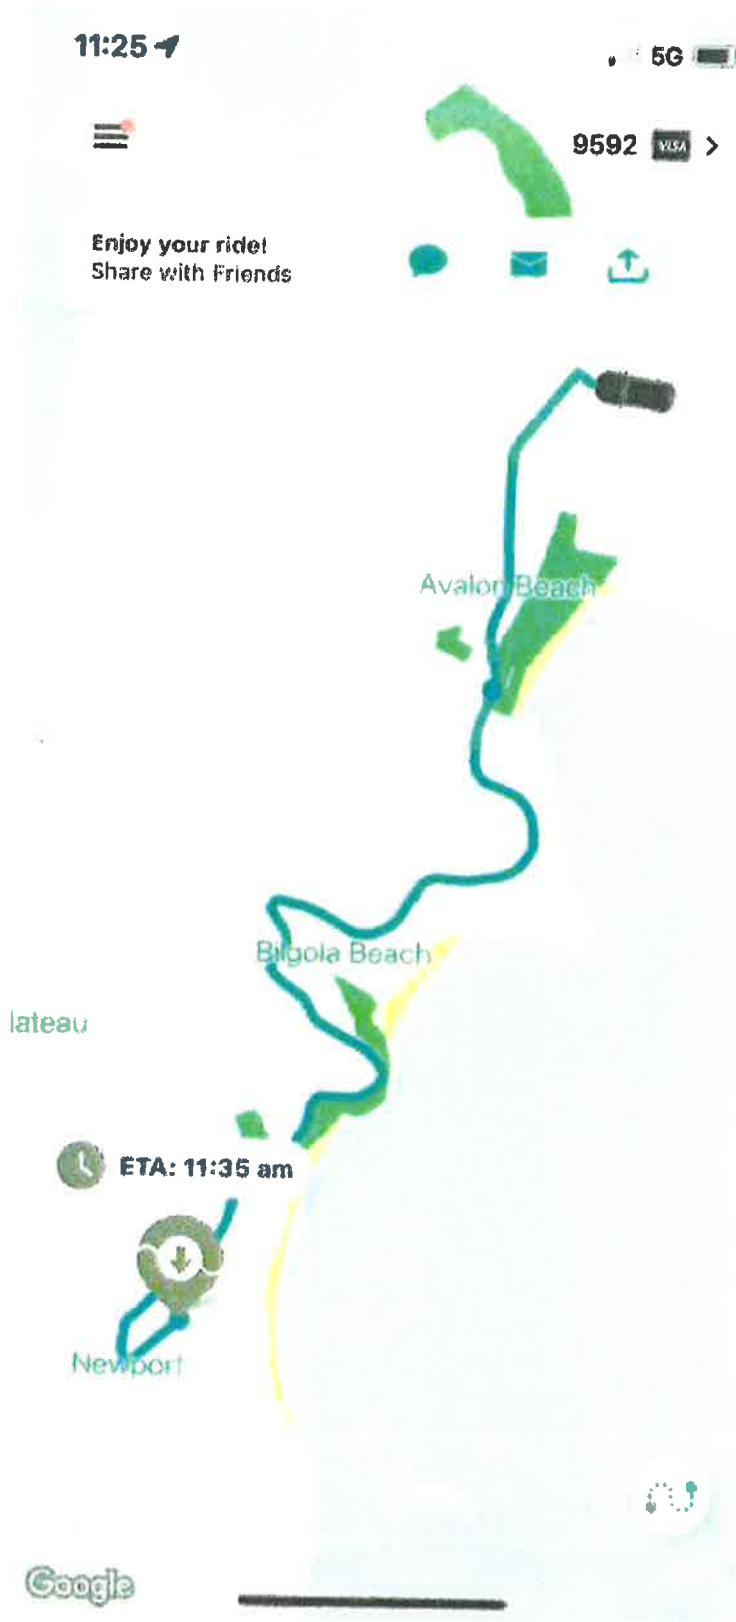 11:25
5G
9592 VISA >
Enjoy your ride!
Share with Friends
Avalon Beach
Bilgola Beach
lateau
ETA: 11:35 am
Newport
Google